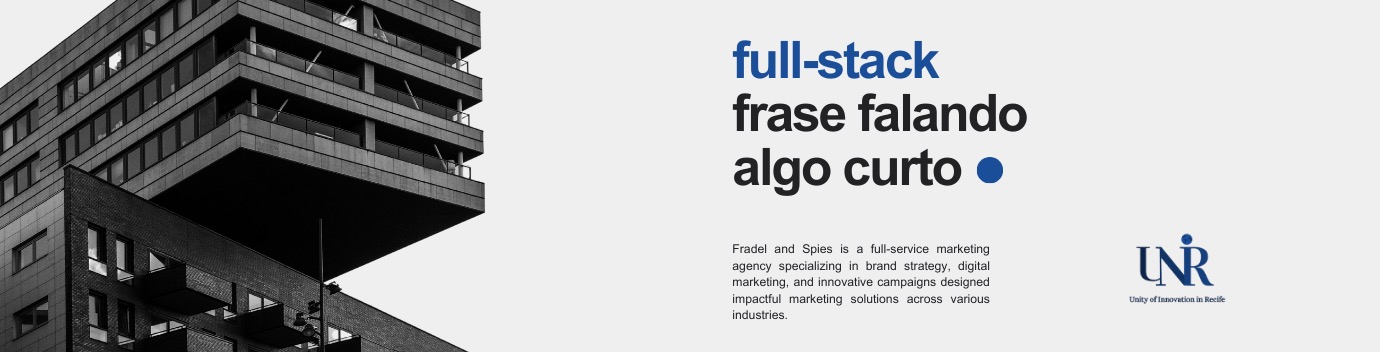 full-stack
frase falando
algo curto
Fradel and Spies is a full-service marketing
agency specializing in brand strategy, digital
marketing, and innovative campaigns designed
impactful marketing solutions across various
industries.
UNIR
Unity of Innovation in Recife